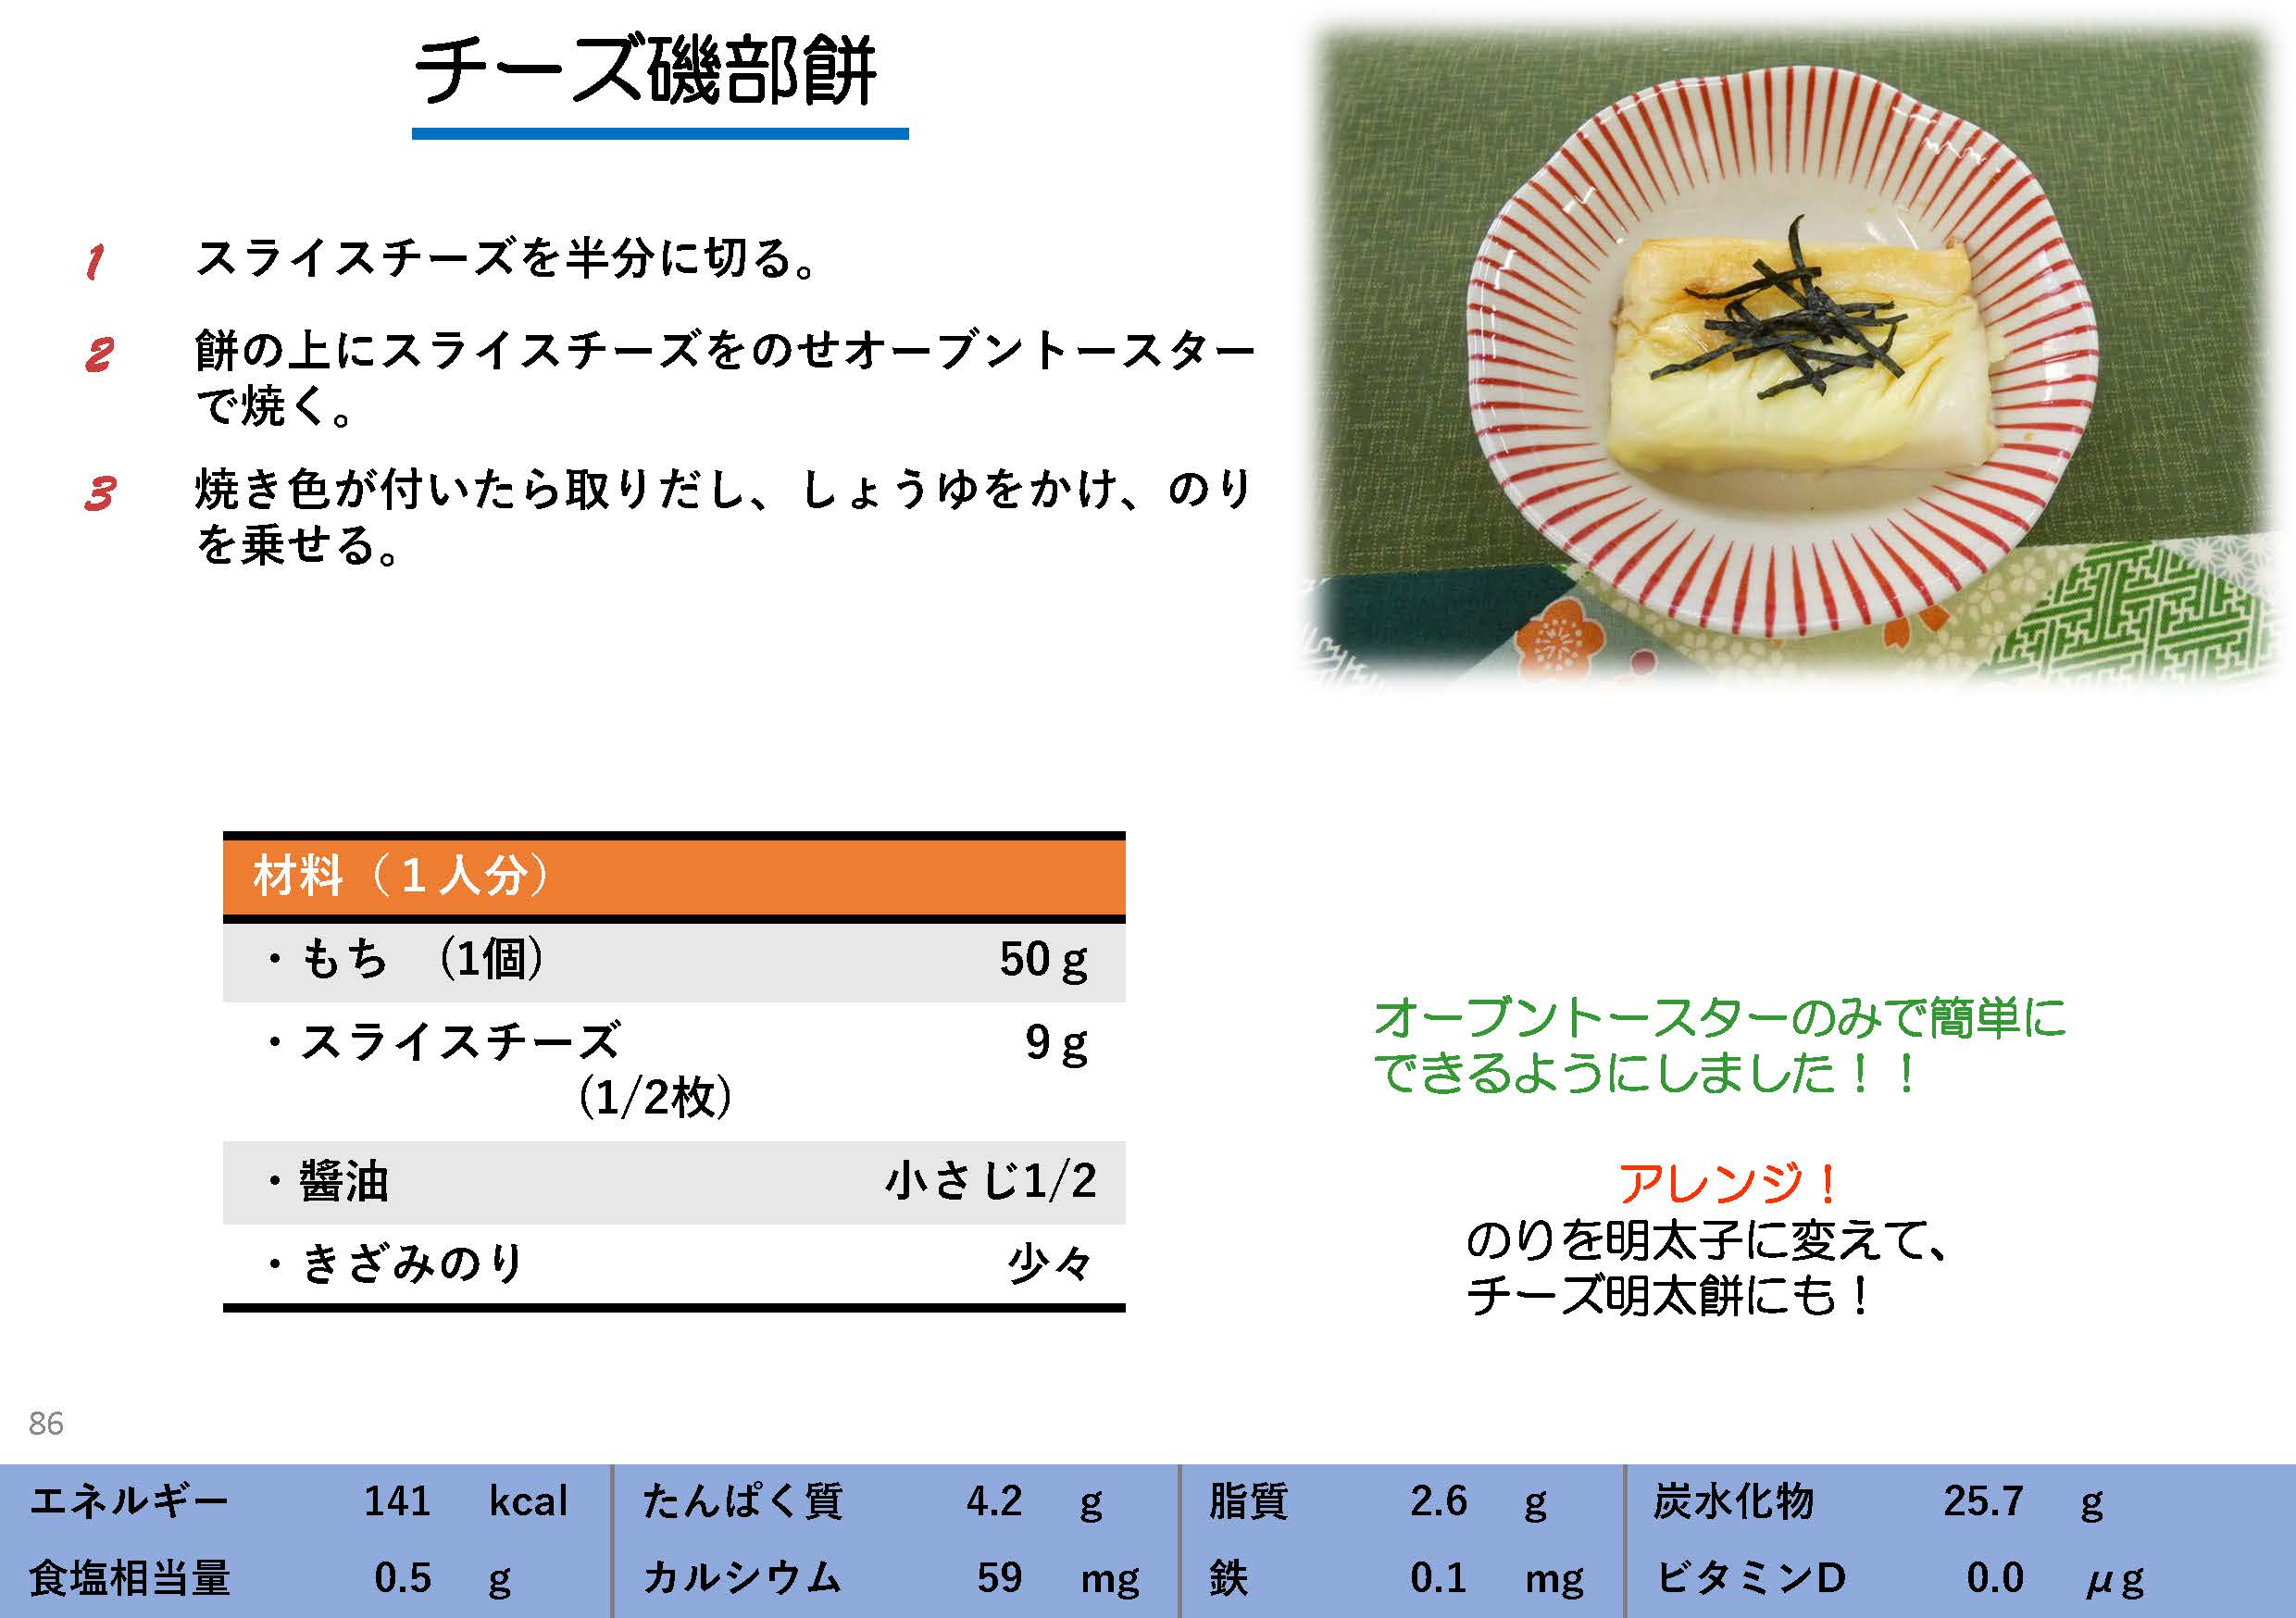 チーズ磯部餅
1 スライスチーズを半分に切る。
2 餅の上にスライスチーズをのせオーブントースター
で焼く。
3 焼き色が付いたら取りだし、しょうゆをかけ、のり
を乗せる。
材料（１人分）
・もち （1個） 50ｇ
・スライスチーズ 9ｇ
（1/2枚）
・醬油 小さじ1/2
・きざみのり 少々
オーブントースターのみで簡単に
できるようにしました！！
アレンジ！
のりを明太子に変えて、
チーズ明太餅にも！
86
エネルギー 141 kcal たんぱく質 4.2 g 脂質 2.6 g 炭水化物 25.7 g
食塩相当量 0.5 g カルシウム 59 mg 鉄 0.1 mg ビタミンD 0.0 μg